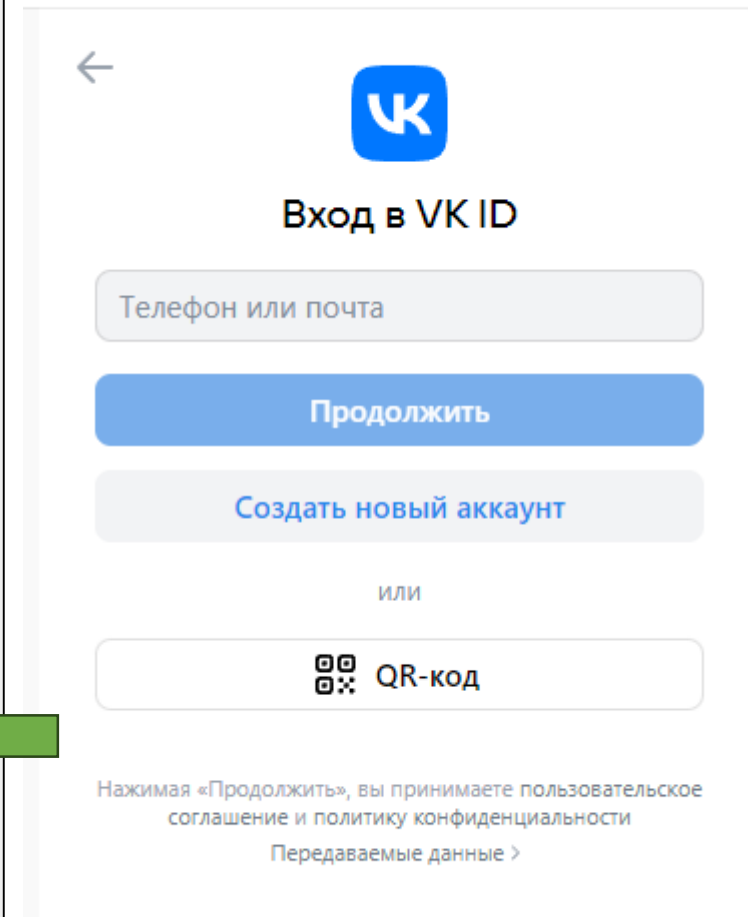 VK
Вход в VK ID
Телефон или почта
Продолжить
Создать новый аккаунт
или
QR-код
Нажимая «Продолжить», вы принимаете пользовательское
соглашение и политику конфиденциальности
Передаваемые данные >